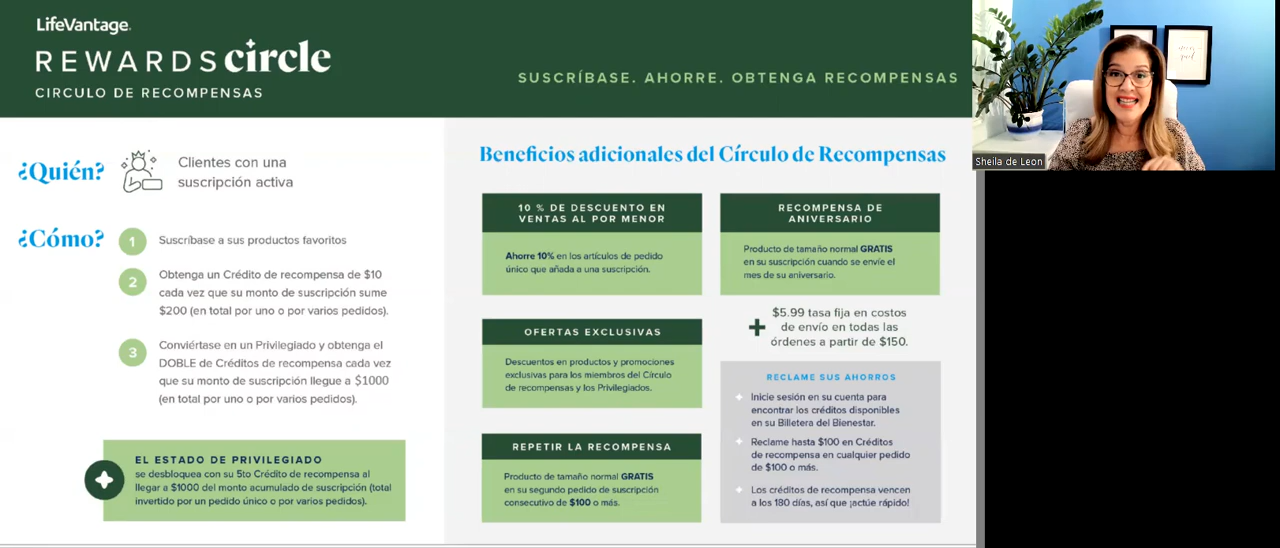 LifeVantage
REWARDS circle
CIRCULO DE RECOMPENSAS
SUSCRÍBASE. AHORRE. OBTENGA RECOMPENSAS
¿Quién?
Clientes con una
suscripción activa
¿Cómo?
1
Suscríbase a sus productos favoritos
2
Obtenga un Crédito de recompensa de $10
cada vez que su monto de suscripción sume
$200 (en total por uno o por varios pedidos).
3
Conviértase en un Privilegiado y obtenga el
DOBLE de Créditos de recompensa cada vez
que su monto de suscripción llegue a $1000
(en total por uno o por varios pedidos).
EL ESTADO DE PRIVILEGIADO
se desbloquea con su 5to Crédito de recompensa al
llegar a $1000 del monto acumulado de suscripción (total
invertido por un pedido único o por varios pedidos).
Beneficios adicionales del Círculo de Recompensas
10 % DE DESCUENTO EN
VENTAS AL POR MENOR
Ahorre 10% en los artículos de pedido
único que añada a una suscripción.
OFERTAS EXCLUSIVAS
Descuentos en productos y promociones
exclusivas para los miembros del Círculo
de recompensas y los Privilegiados.
REPETIR LA RECOMPENSA
Producto de tamaño normal GRATIS
en su segundo pedido de suscripción
consecutivo de $100 o más.
RECOMPENSA DE
ANIVERSARIO
Producto de tamaño normal GRATIS
en su suscripción cuando se envíe el
mes de su aniversario.
+ $5.99 tasa fija en costos
de envío en todas las
órdenes a partir de $150.
RECLAME SUS AHORROS
Inicie sesión en su cuenta para
encontrar los créditos disponibles
en su Billetera del Bienestar.
Reclame hasta $100 en Créditos
de recompensa en cualquier pedido
de $100 o más.
Los créditos de recompensa vencen
a los 180 días, así que ¡actúe rápido!
Sheila de Leon